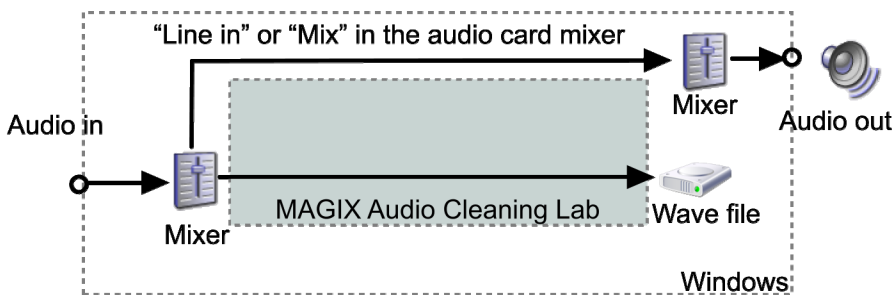 “Line in” or “Mix” in the audio card mixer
Mixer
Audio in
Audio out
MAGIX Audio Cleaning Lab
Wave file
Mixer
Windows